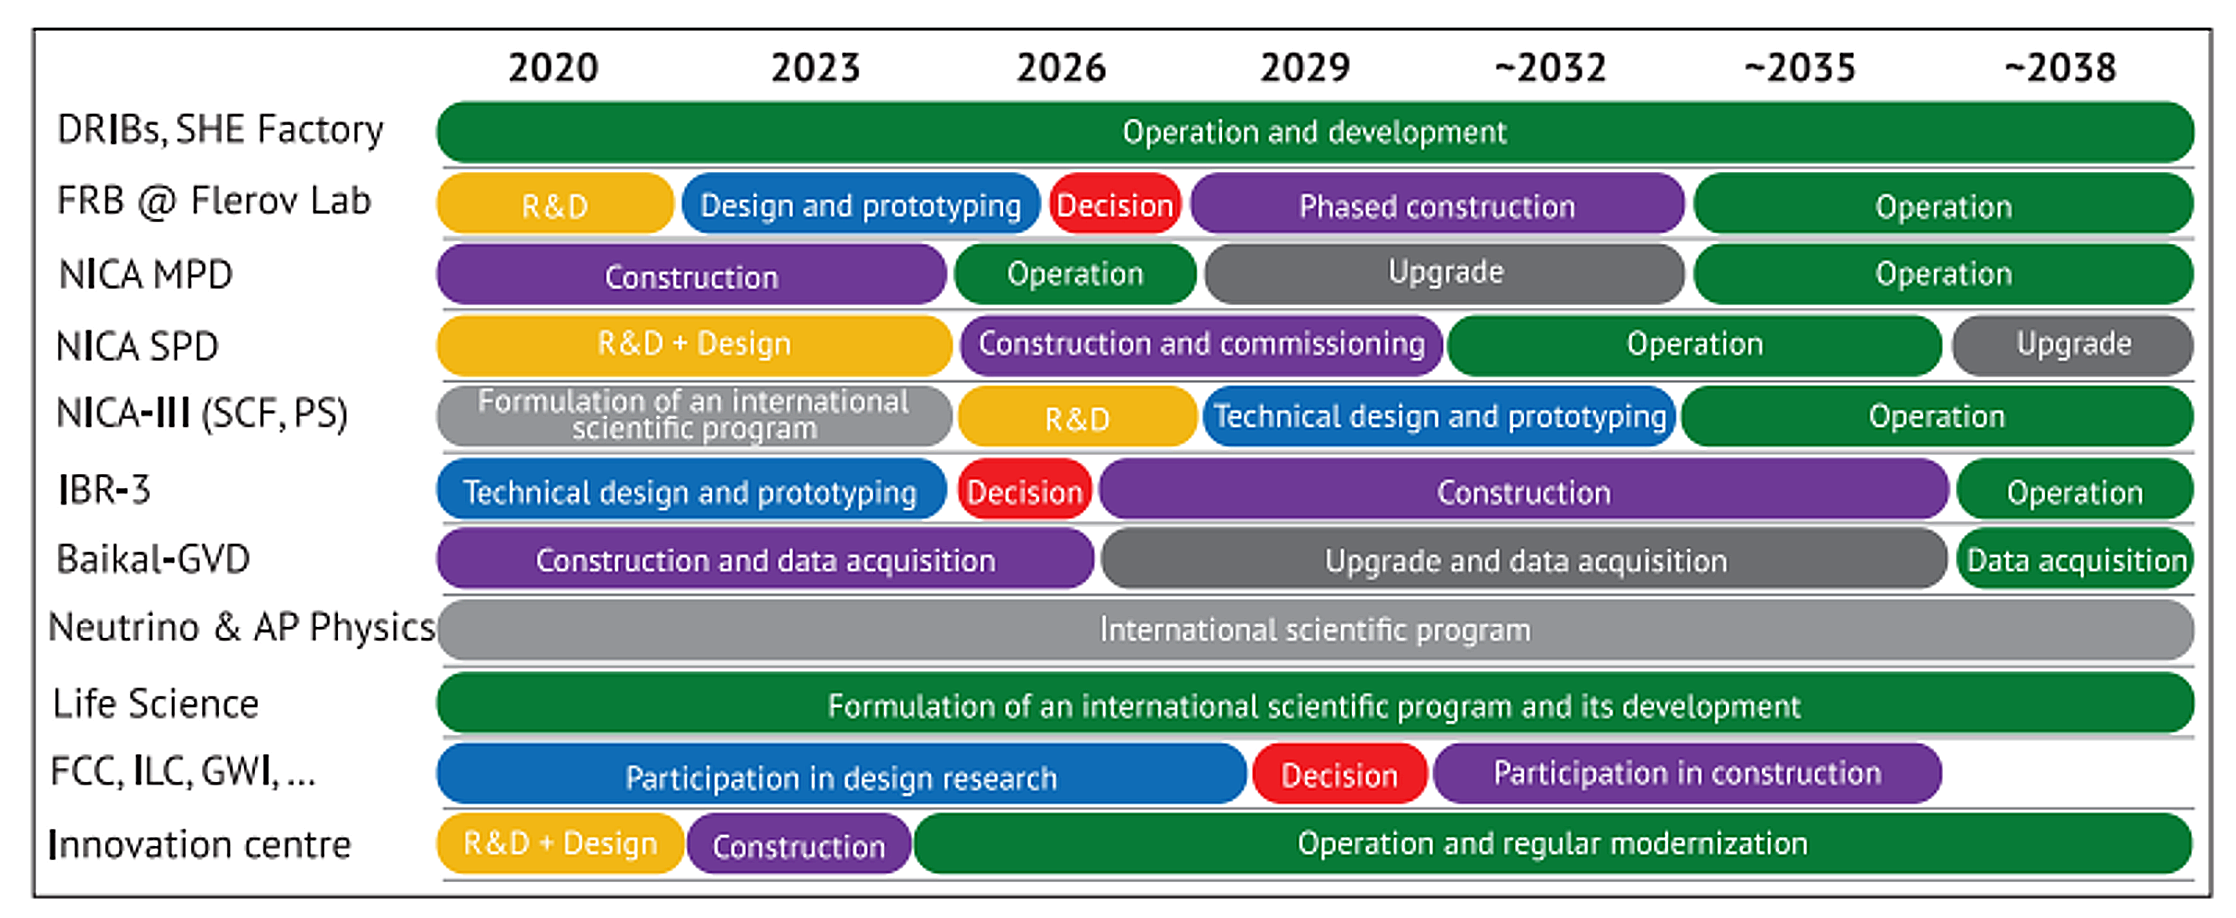 2020 2023 2026 2029 ~2032 ~2035 ~2038
DRIBs, SHE Factory Operation and development
FRB @ Flerov Lab R&D Design and prototyping Decision Phased construction Operation
NICA MPD Construction Operation Upgrade Operation
NICA SPD R&D + Design Construction and commissioning Operation Upgrade
NICA-III (SCF, PS) Formulation of an international scientific program R&D Technical design and prototyping Operation
IBR-3 Technical design and prototyping Decision Construction Operation
Baikal-GVD Construction and data acquisition Upgrade and data acquisition Data acquisition
Neutrino & AP Physics International scientific program
Life Science Formulation of an international scientific program and its development
FCC, ILC, GWI, ... Participation in design research Decision Participation in construction
Innovation centre R&D + Design Construction Operation and regular modernization